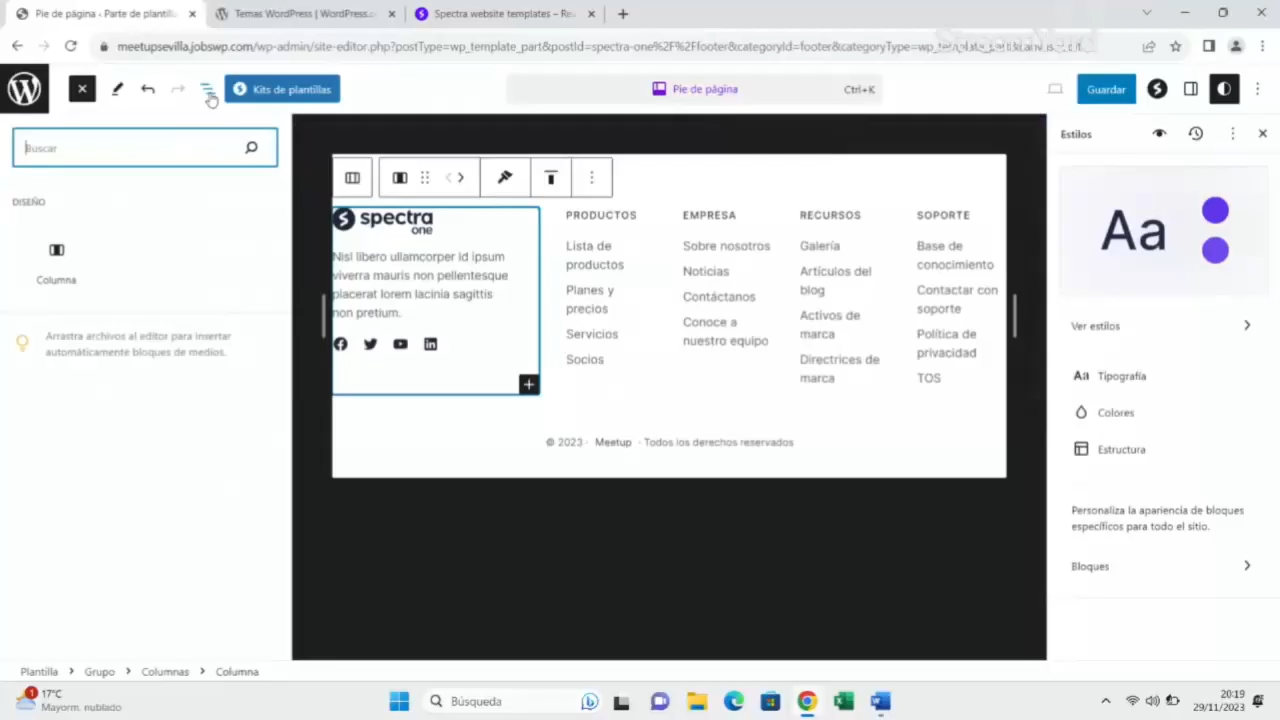 Pie de página ‹ Parte de plantilla
Temas WordPress | WordPress.c
Spectra website templates – Re
meetupsevilla.jobswp.com/wp-admin/site-editor.php?postType=wp_template_part&postId=spectra-one%2F%2Ffooter&categoryId=footer&categoryType=wp_template_part
Kits de plantillas
Pie de página
Ctrl+K
Guardar
Buscar
DISEÑO
Columna
Arrastra archivos al editor para insertar
automáticamente bloques de medios.
spectra
one
Nisl libero ullamcorper id ipsum
viverra mauris non pellentesque
placerat lorem lacinia sagittis
non pretium.
PRODUCTOS
Lista de
productos
Planes y
precios
Servicios
Socios
EMPRESA
Sobre nosotros
Noticias
Contáctanos
Conoce a
nuestro equipo
RECURSOS
Galería
Artículos del
blog
Activos de
marca
Directrices de
marca
SOPORTE
Base de
conocimiento
Contactar con
soporte
Política de
privacidad
TOS
© 2023 · Meetup · Todos los derechos reservados
Estilos
Aa
Ver estilos
Aa Tipografía
Colores
Estructura
Personaliza la apariencia de bloques
específicos para todo el sitio.
Bloques
Plantilla > Grupo > Columnas > Columna
1
17°C
Mayorm. nublado
Búsqueda
20:19
29/11/2023